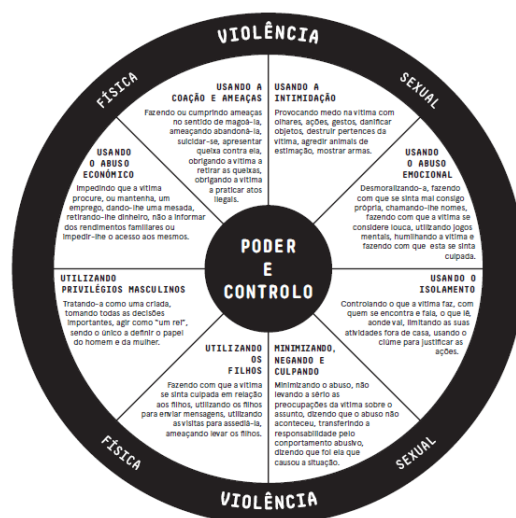 VIOLÊNCIA
FÍSICA
SEXUAL
USANDO A
COAÇÃO E AMEAÇAS
Fazendo ou cumprindo ameaças
no sentido de magoá-la,
ameaçando abandoná-la,
suicidar-se, apresentar
queixa contra ela,
obrigando a vítima a
retirar as queixas,
obrigando a vítima
a praticar atos
ilegais.
USANDO A
INTIMIDAÇÃO
Provocando medo na vítima com
olhares, ações, gestos, danificar
objetos, destruir pertences da
vítima, agredir animais de
estimação, mostrar armas.
USANDO
O ABUSO
ECONÓMICO
Impedindo que a vítima
procure, ou mantenha, um
emprego, dando-lhe uma mesada,
retirando-lhe dinheiro, não a informar
dos rendimentos familiares ou
impedir-lhe o acesso aos mesmos.
USANDO
O ABUSO
EMOCIONAL
Desmoralizando-a, fazendo
com que se sinta mal consigo
própria, chamando-lhe nomes,
fazendo com que a vítima se
considere louca, utilizando jogos
mentais, humilhando a vítima e
fazendo com que esta se sinta
culpada.
PODER
E
CONTROLO
UTILIZANDO
PRIVILÉGIOS MASCULINOS
Tratando-a como uma criada,
tomando todas as decisões
importantes, agir como "um rei",
sendo o único a definir o papel
do homem e da mulher.
USANDO O
ISOLAMENTO
Controlando o que a vítima faz, com
quem se encontra e fala, o que lê,
aonde vai, limitando as suas
atividades fora de casa, usando o
ciúme para justificar as
ações.
UTILIZANDO
OS
FILHOS
Fazendo com que a vítima
se sinta culpada em relação
aos filhos, utilizando os filhos
para enviar mensagens, utilizando
as visitas para assediá-la,
ameaçando levar os filhos.
MINIMIZANDO,
NEGANDO E
CULPANDO
Minimizando o abuso, não
levando a sério as
preocupações da vítima sobre o
assunto, dizendo que o abuso não
aconteceu, transferindo a
responsabilidade pelo
comportamento abusivo,
dizendo que foi ela que
causou a situação.
FÍSICA
SEXUAL
VIOLÊNCIA